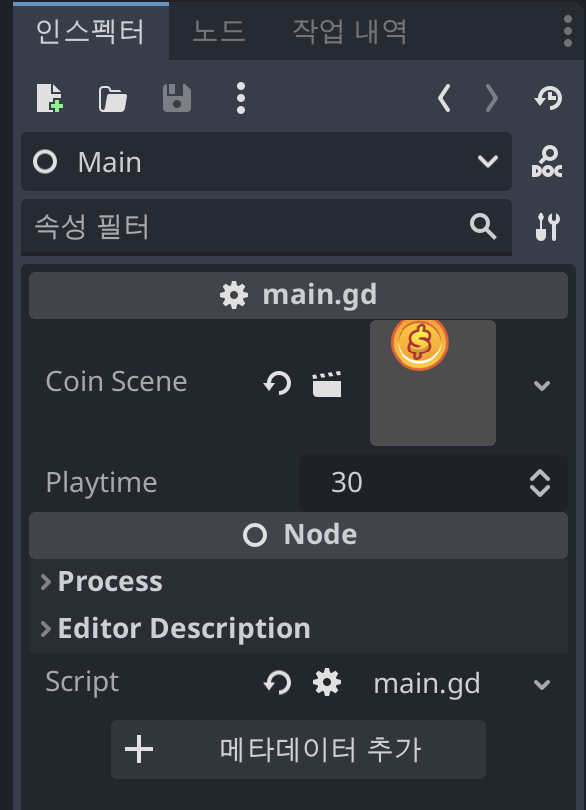 인스펙터 노드 작업 내역
Main
DOC
속성 필터
main.gd
Coin Scene
$
Playtime 30
Node
Process
Editor Description
Script main.gd
메타데이터 추가